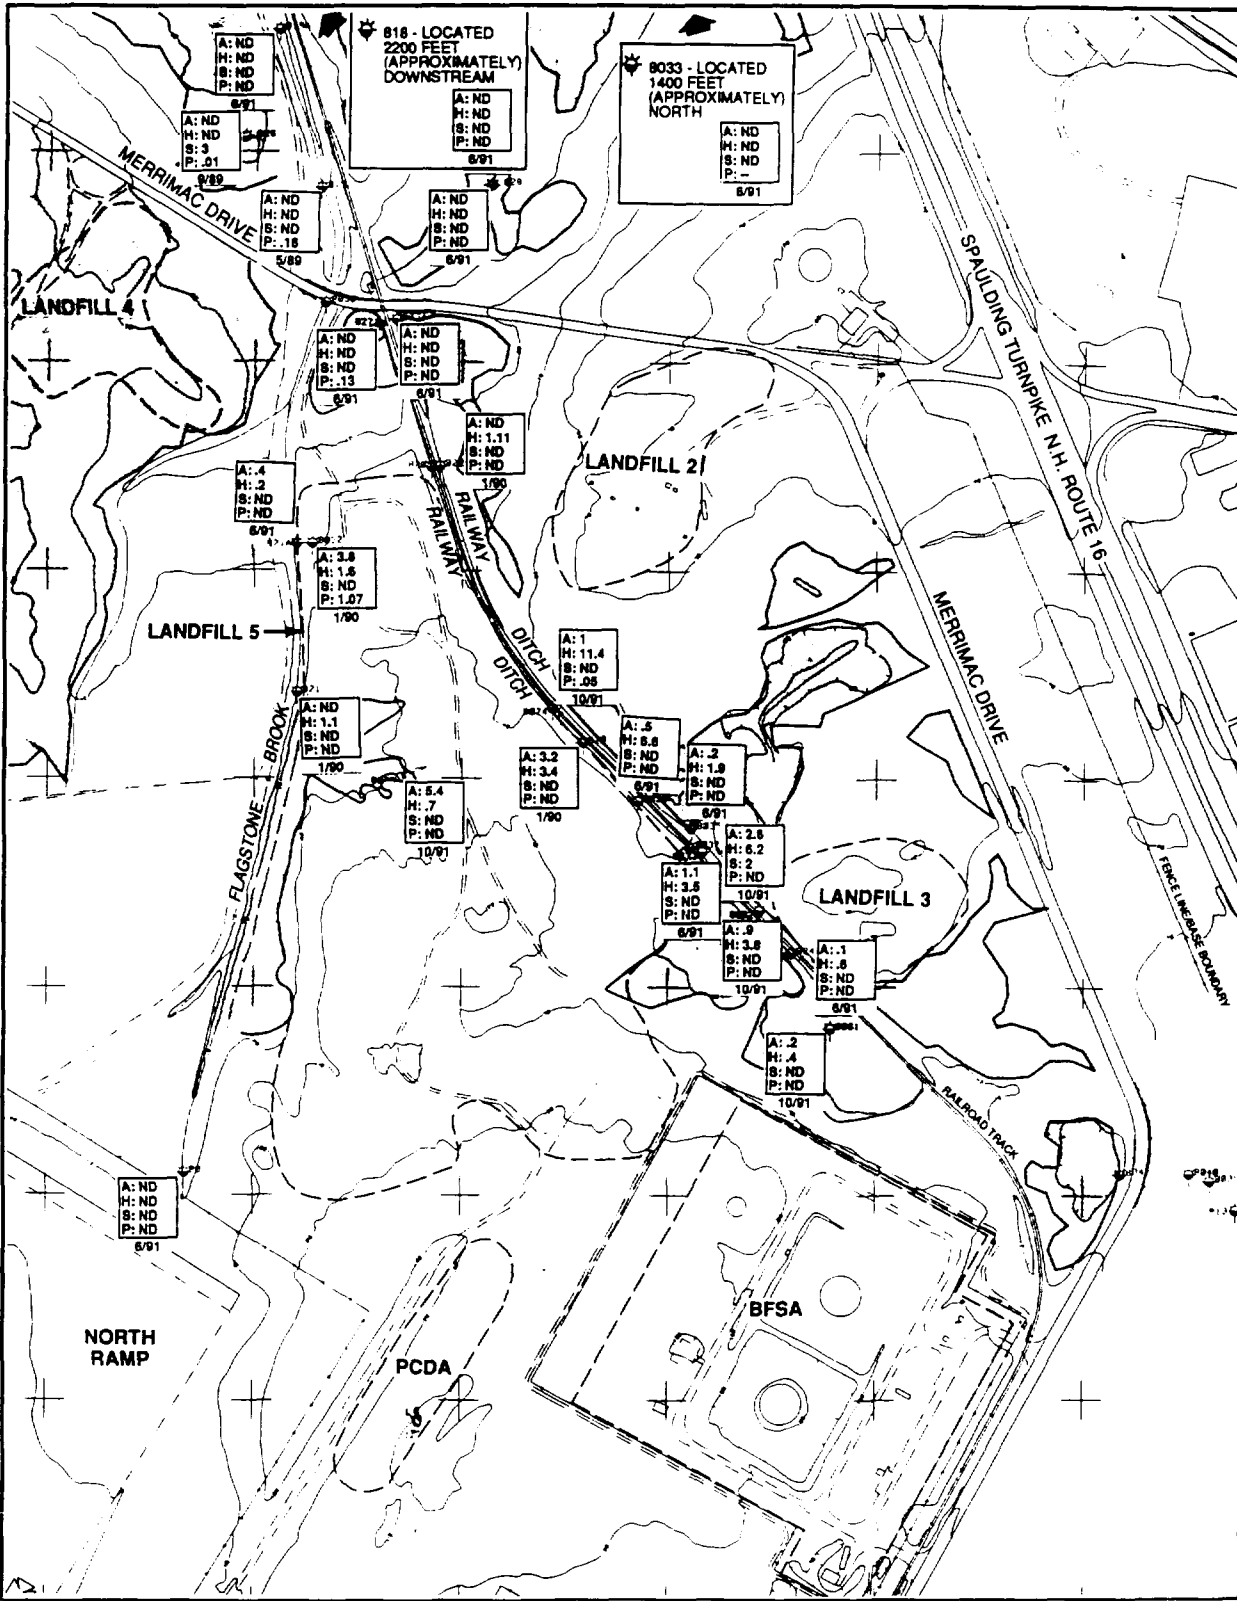 A: ND
H: ND
S: ND
P: ND
6/91
818 - LOCATED
2200 FEET
(APPROXIMATELY)
DOWNSTREAM
A: ND
H: ND
S: ND
P: ND
6/91
8033 - LOCATED
1400 FEET
(APPROXIMATELY)
NORTH
A: ND
H: ND
S: ND
P: --
6/91
A: ND
H: ND
S: 3
P: .01
9/89
MERRIMAC DRIVE
A: ND
H: ND
S: ND
P: .16
5/89
A: ND
H: ND
S: ND
P: ND
6/91
SPAULDING TURNPIKE N.H. ROUTE 16
LANDFILL 4
A: ND
H: ND
S: ND
P: .13
6/91
A: ND
H: ND
S: ND
P: ND
6/91
A: ND
H: 1.11
S: ND
P: ND
1/90
LANDFILL 2
A: .4
H: .2
S: ND
P: ND
6/91
RAILWAY
RAILWAY
A: 3.8
H: 1.6
S: ND
P: 1.07
1/90
LANDFILL 5
DITCH
DITCH
A: 1
H: 11.4
S: ND
P: .05
10/91
MERRIMAC DRIVE
A: ND
H: 1.1
S: ND
P: ND
1/90
FLAGSTONE BROOK
A: .5
H: 6.6
S: ND
P: ND
6/91
A: .2
H: 1.9
S: ND
P: ND
6/91
A: 3.2
H: 3.4
S: ND
P: ND
1/90
A: 5.4
H: .7
S: ND
P: ND
10/91
A: 2.6
H: 6.2
S: 2
P: ND
10/91
A: 1.1
H: 3.5
S: ND
P: ND
6/91
LANDFILL 3
FENCE LINE/BASE BOUNDARY
A: .9
H: 3.6
S: ND
P: ND
10/91
A: .1
H: .6
S: ND
P: ND
6/91
A: .2
H: .4
S: ND
P: ND
10/91
RAILROAD TRACK
A: ND
H: ND
S: ND
P: ND
6/91
NORTH
RAMP
PCDA
BFSA